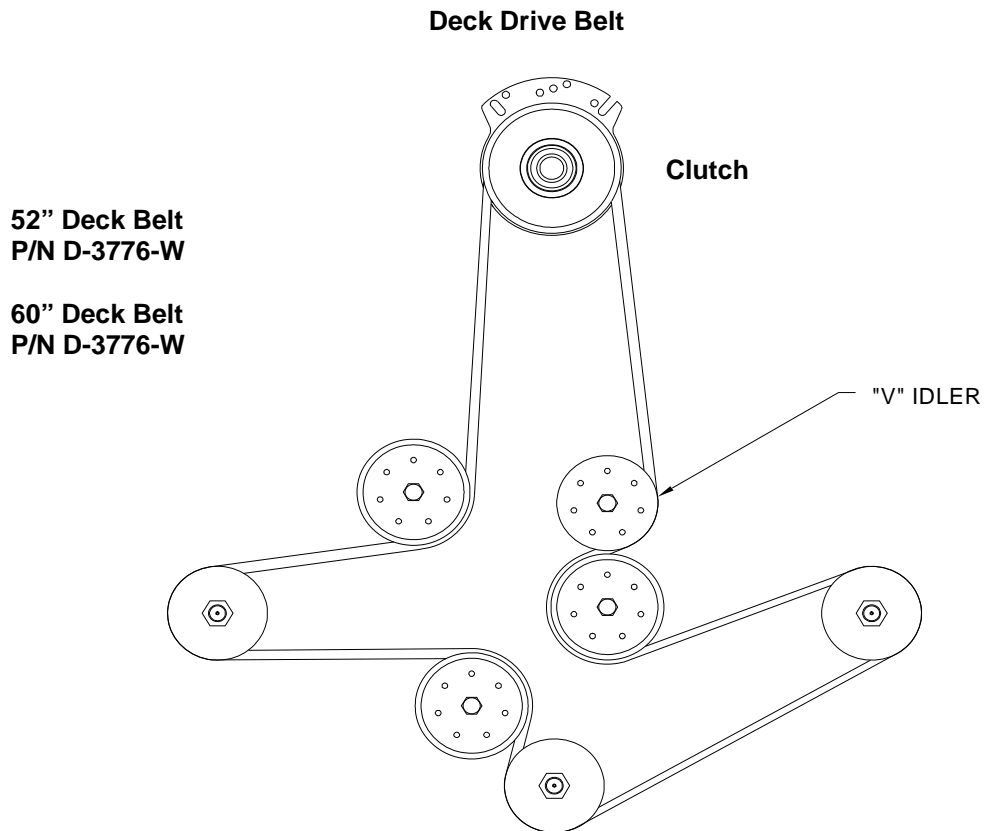 Deck Drive Belt
Clutch
52” Deck Belt
P/N D-3776-W
60” Deck Belt
P/N D-3776-W
"V" IDLER